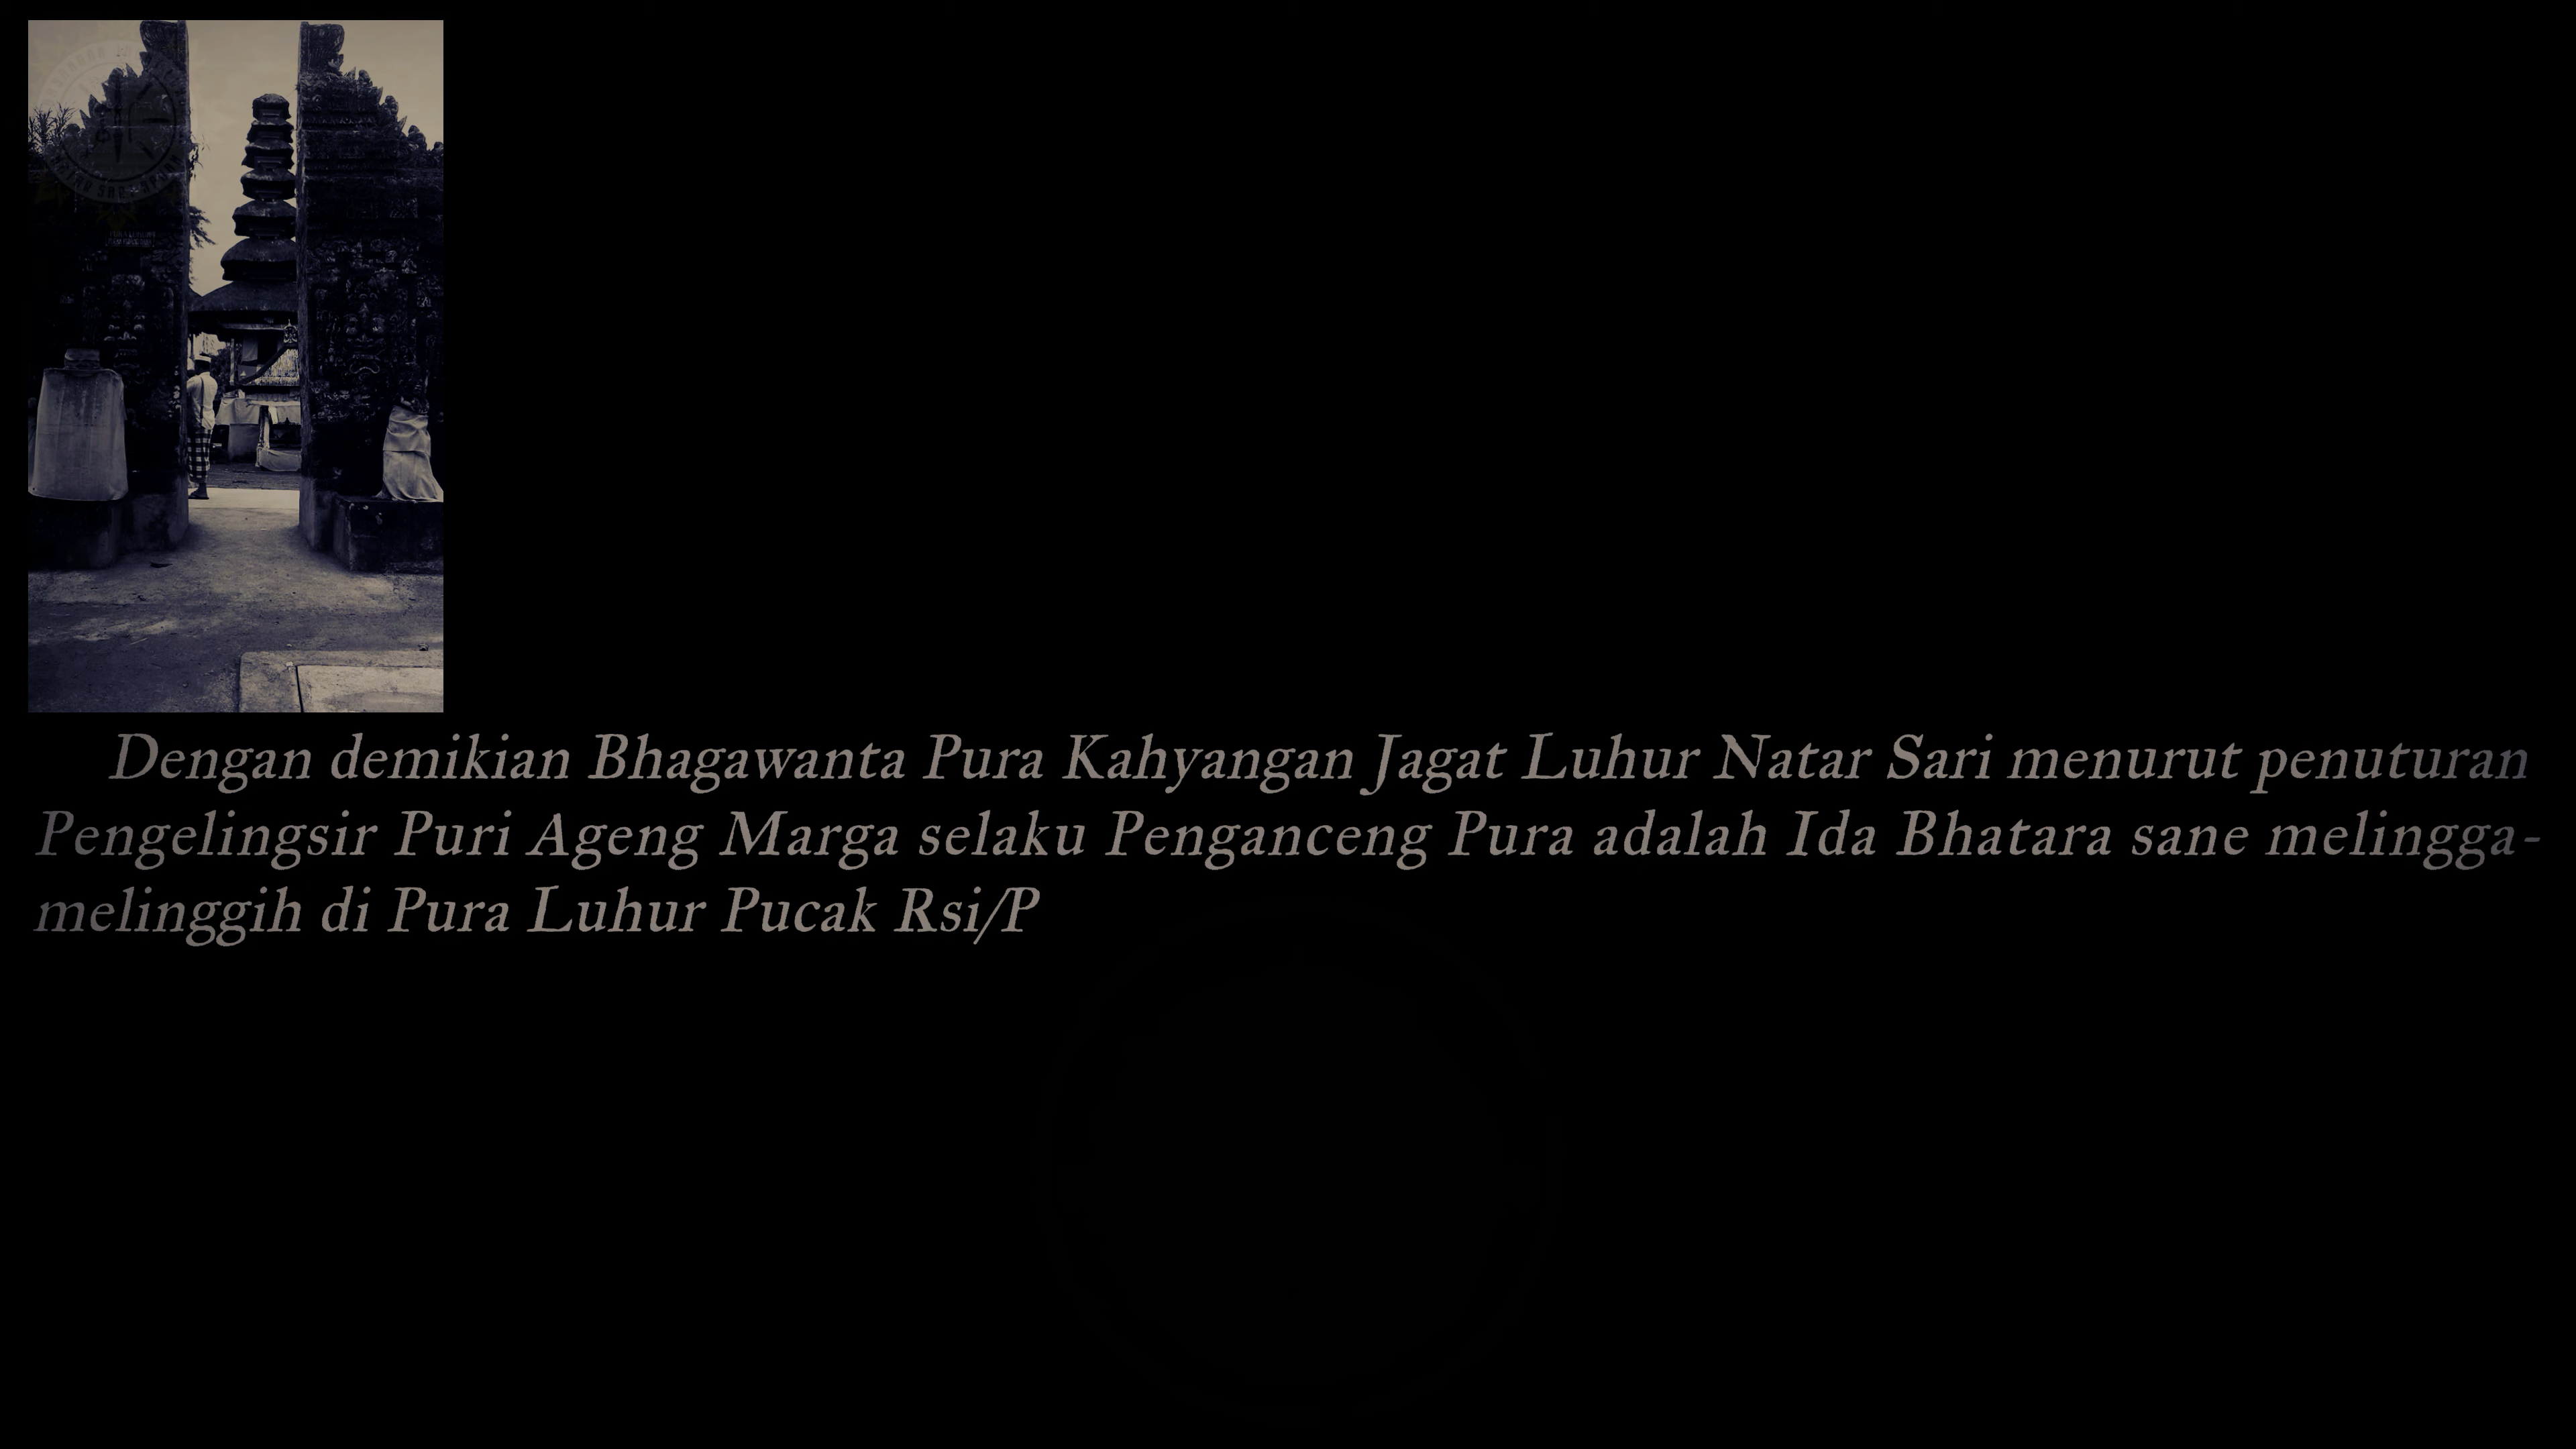 Dengan demikian Bhagawanta Pura Kahyangan Jagat Luhur Natar Sari menurut penuturan
Pengelingsir Puri Ageng Marga selaku Penganceng Pura adalah Ida Bhatara sane melingga-
melinggih di Pura Luhur Pucak Rsi/P